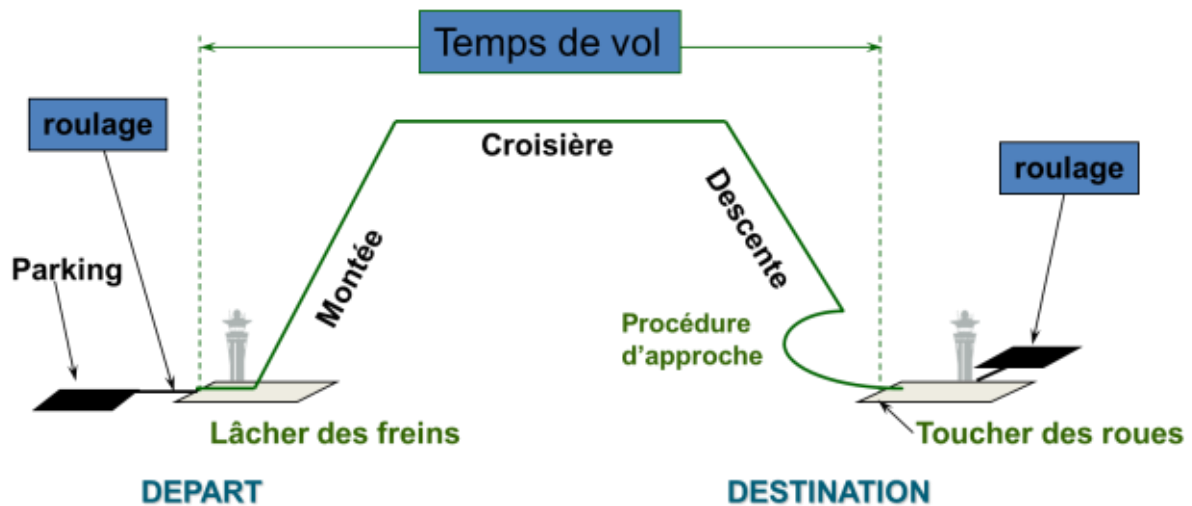 Temps de vol
roulage
Croisière
roulage
Descente
Montée
Parking
Procédure
d’approche
Lâcher des freins
Toucher des roues
DEPART
DESTINATION